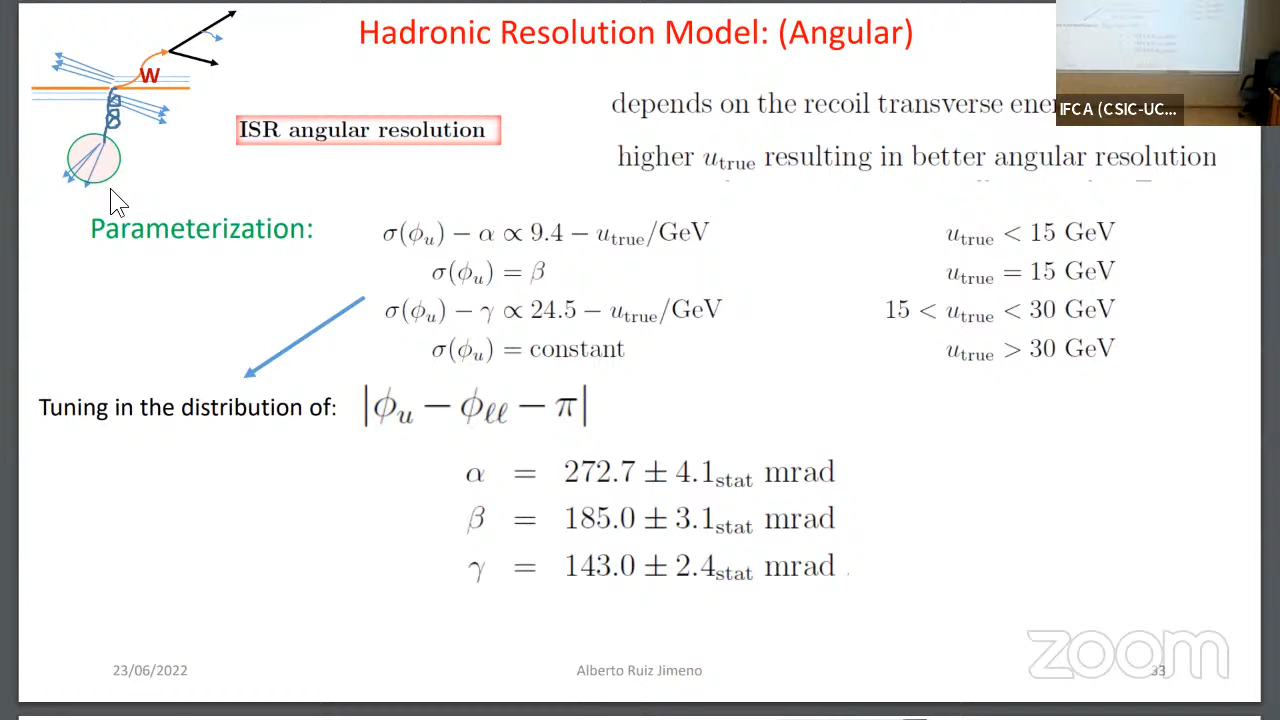 Hadronic Resolution Model: (Angular)
W
ISR angular resolution
depends on the recoil transverse
IFCA (CSIC-UC...
higher u_true resulting in better angular resolution
Parameterization:
σ(ϕ_u) − α ∝ 9.4 − u_true/GeV u_true < 15 GeV
σ(ϕ_u) = β u_true = 15 GeV
σ(ϕ_u) − γ ∝ 24.5 − u_true/GeV 15 < u_true < 30 GeV
σ(ϕ_u) = constant u_true > 30 GeV
Tuning in the distribution of: |ϕ_u − ϕ_ℓℓ − π|
α = 272.7 ± 4.1_stat mrad
β = 185.0 ± 3.1_stat mrad
γ = 143.0 ± 2.4_stat mrad
zoom
23/06/2022 Alberto Ruiz Jimeno 33